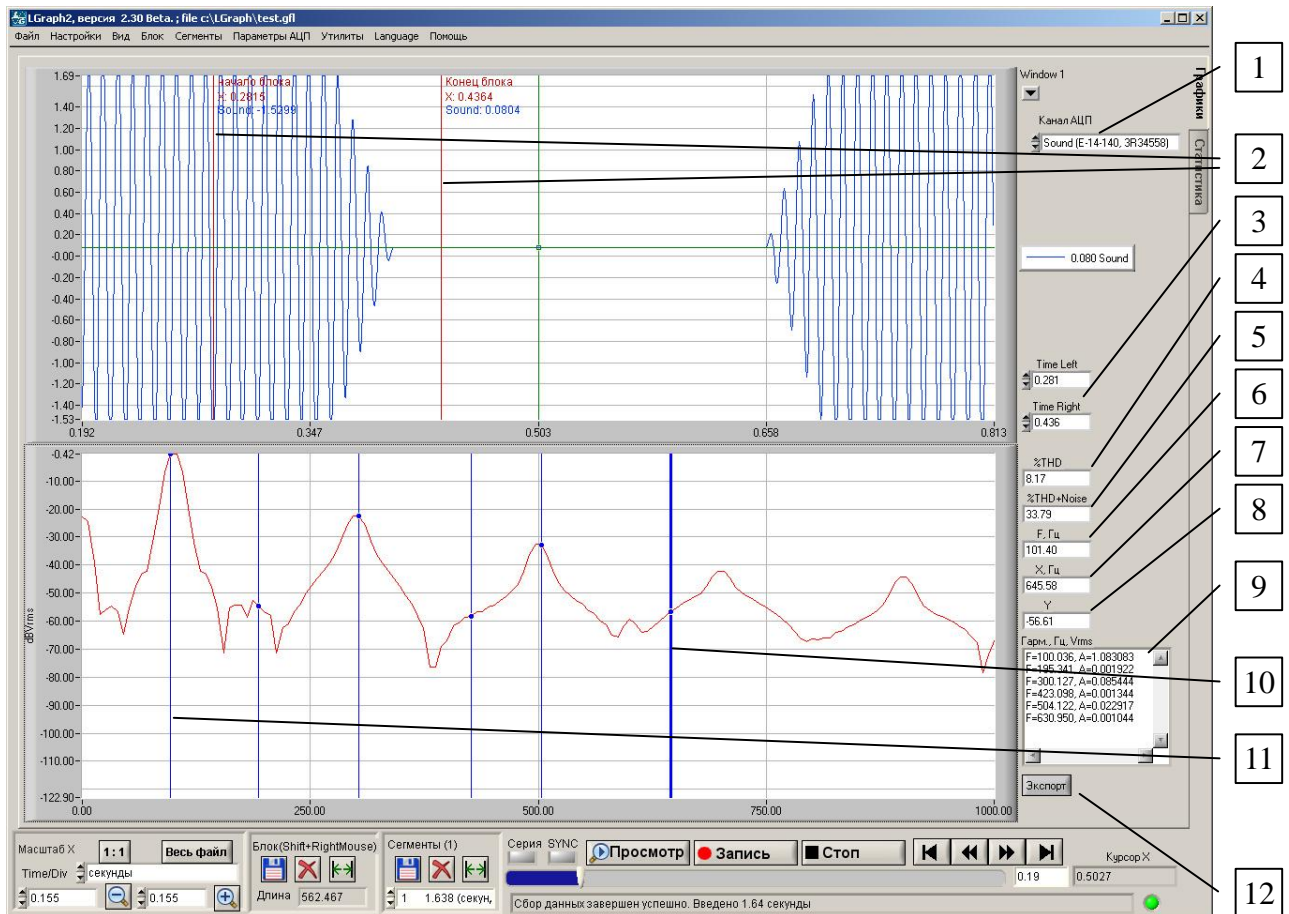 LGraph2, версия 2.30 Beta. ; file c:\LGraph\test.gfl
Файл Настройки Вид Блок Сегменты Параметры АЦП Утилиты Language Помощь
1.69
1.40
1.20
1.00
0.80
0.60
0.40
0.20
-0.00
-0.20
-0.40
-0.60
-0.80
-1.00
-1.20
-1.40
-1.53
начало блока
X: 0.2815
Sound: -1.5299
Конец блока
X: 0.4364
Sound: 0.0804
0.192 0.347 0.503 0.658 0.813
Window 1
Графики
Статистика
Канал АЦП
Sound (E-14-140, 3R34558)
0.080 Sound
Time Left
0.281
Time Right
0.436
%THD
8.17
%THD+Noise
33.79
F, Гц
101.40
X, Гц
645.58
Y
-56.61
Гарм., Гц, Vrms
F=100.036, A=1.083083
F=195.341, A=0.001922
F=300.127, A=0.085444
F=423.098, A=0.001344
F=504.122, A=0.022917
F=630.950, A=0.001044
Экспорт
1
2
3
4
5
6
7
8
9
10
11
12
dBVrms
-0.42
-10.00
-20.00
-30.00
-40.00
-50.00
-60.00
-70.00
-80.00
-90.00
-100.00
-110.00
-122.90
0.00 250.00 500.00 750.00 1000.00
Масштаб X 1 : 1 Весь файл
Time/Div секунды
0.155 0.155
Блок(Shift+RightMouse)
Длина 562.467
Сегменты (1)
1 1.638 (секун,
Серия SYNC Просмотр Запись Стоп
Курсор X
0.19 0.5027
Сбор данных завершен успешно. Введено 1.64 секунды